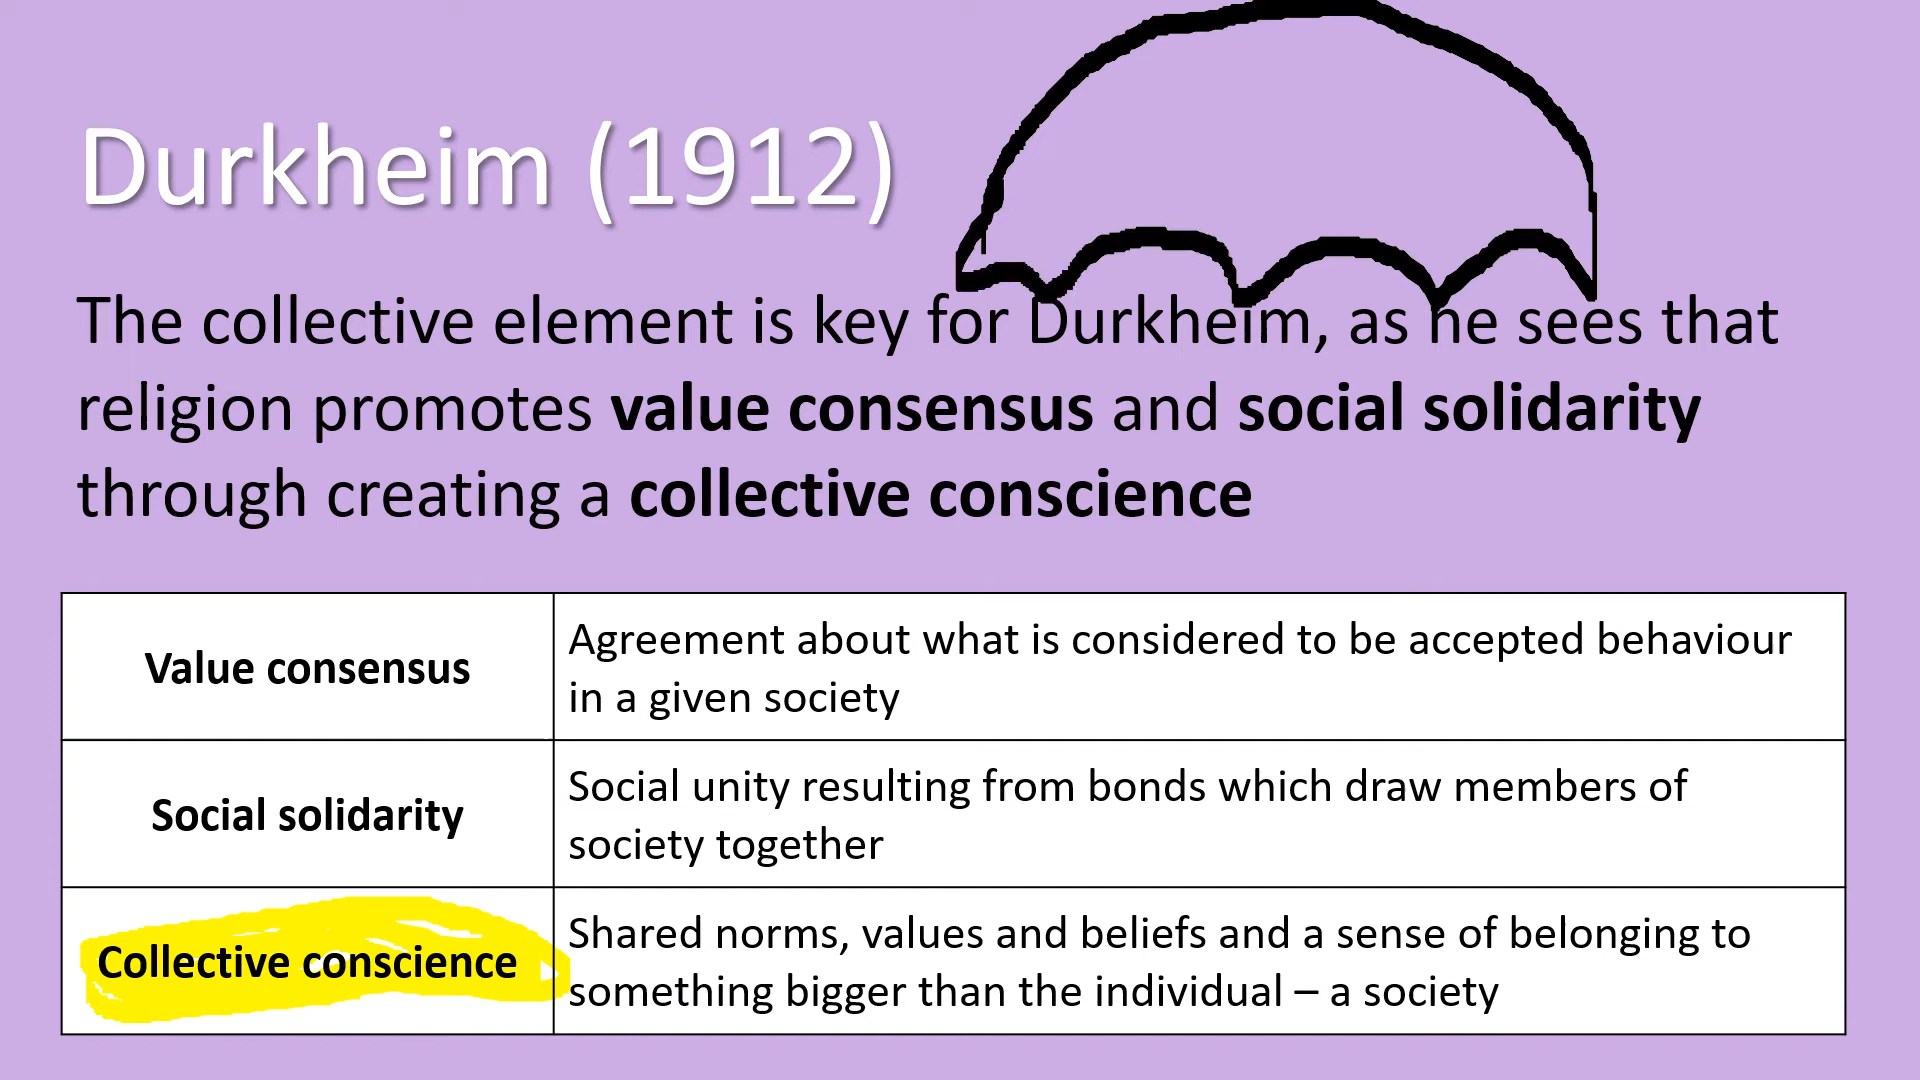 Durkheim (1912)
The collective element is key for Durkheim, as he sees that
religion promotes value consensus and social solidarity
through creating a collective conscience
Value consensus
Agreement about what is considered to be accepted behaviour
in a given society
Social solidarity
Social unity resulting from bonds which draw members of
society together
Collective conscience
Shared norms, values and beliefs and a sense of belonging to
something bigger than the individual – a society